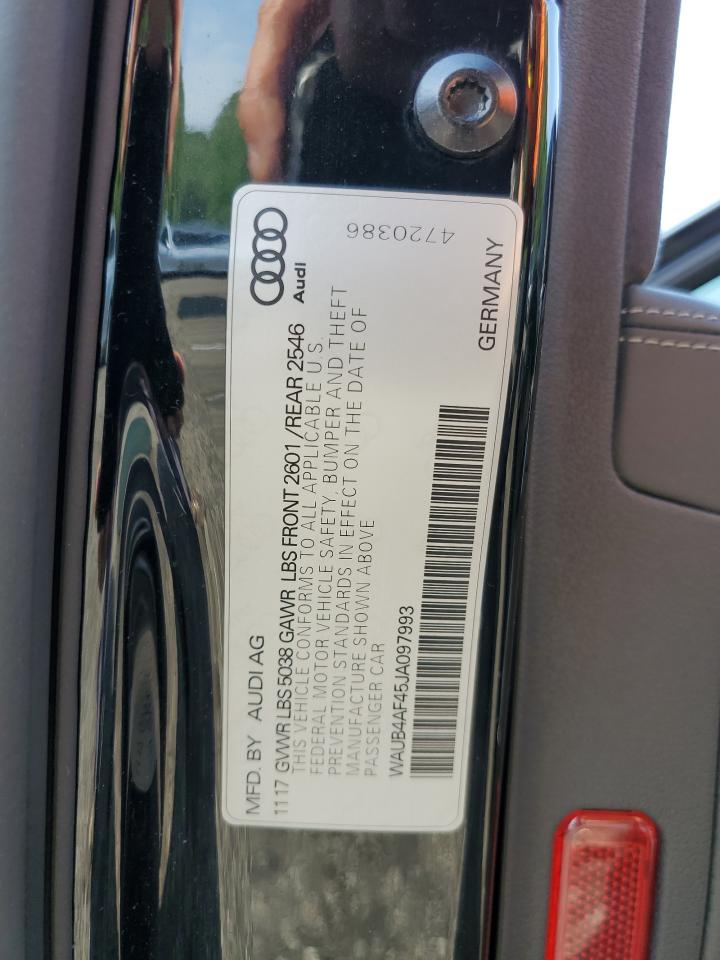 MFD. BY AUDI AG
11 17 GVWR LBS 5038 GAWR LBS FRONT 2601 /REAR 2546
THIS VEHICLE CONFORMS TO ALL APPLICABLE U S.
FEDERAL MOTOR VEHICLE SAFETY, BUMPER AND THEFT
PREVENTION STANDARDS IN EFFECT ON THE DATE OF
MANUFACTURE SHOWN ABOVE
PASSENGER CAR
WAUB4AF45JA097993
Audi
4720386
GERMANY